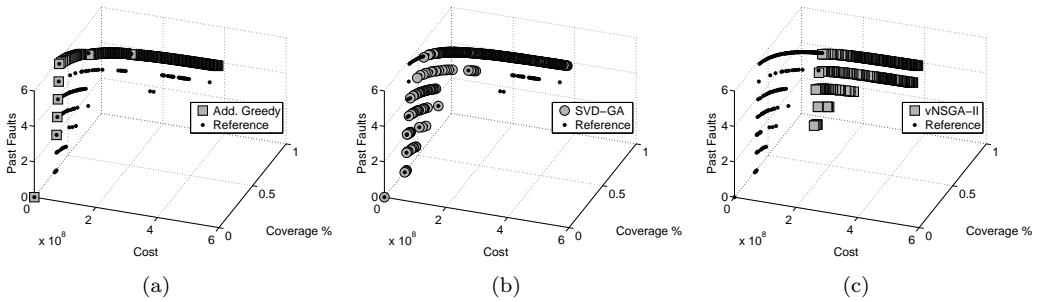 6
4
2
0
Past Faults
0
2
4
6
x 10^8
Cost
0
0.5
1
Coverage %
Add. Greedy
Reference
(a)
6
4
2
0
Past Faults
0
2
4
6
x 10^8
Cost
0
0.5
1
Coverage %
SVD−GA
Reference
(b)
6
4
2
0
Past Faults
0
2
4
6
x 10^8
Cost
0
0.5
1
Coverage %
vNSGA−II
Reference
(c)